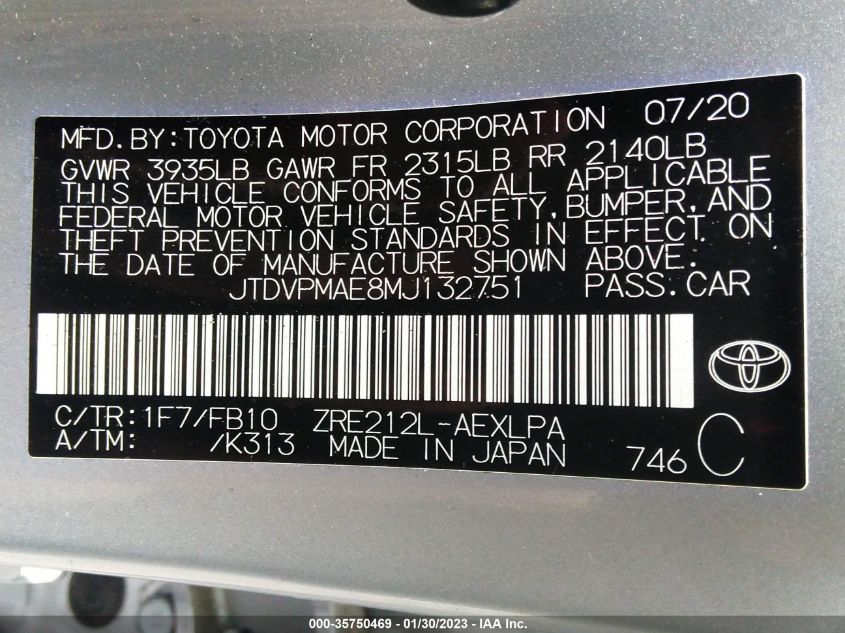 MFD.BY:TOYOTA MOTOR CORPORATION 07/20
GVWR 3935LB GAWR FR 2315LB RR 2140LB
THIS VEHICLE CONFORMS TO ALL APPLICABLE
FEDERAL MOTOR VEHICLE SAFETY,BUMPER,AND
THEFT PREVENTION STANDARDS IN EFFECT ON
THE DATE OF MANUFACTURE SHOWN ABOVE.
JTDVPMAE8MJ132751 PASS.CAR
C/TR:1F7/FB10 ZRE212L-AEXLPA
A/TM: /K313 MADE IN JAPAN 746 C
000-35750469 - 01/30/2023 - IAA Inc.